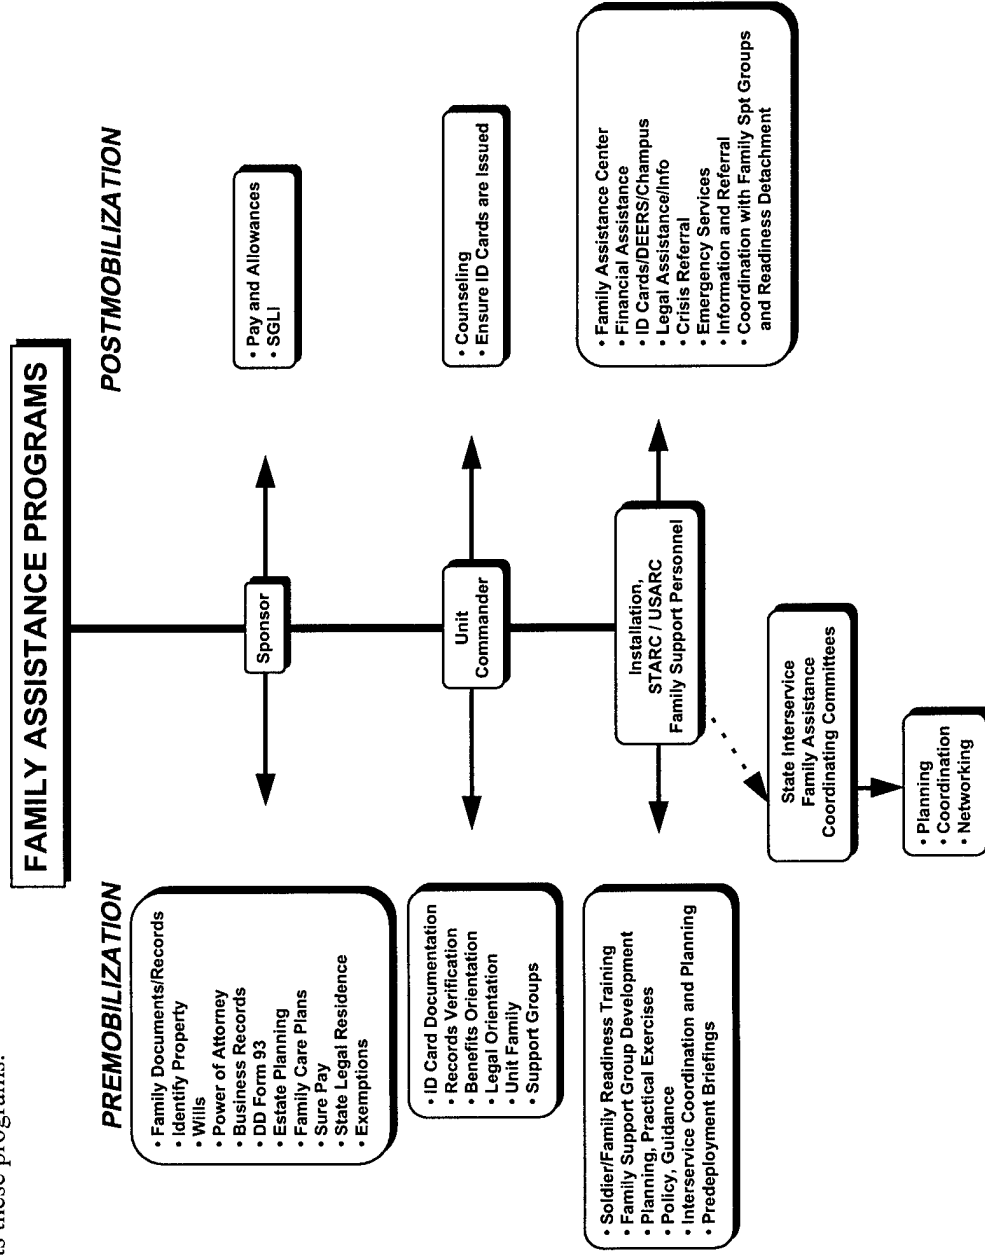 ts these programs.
FAMILY ASSISTANCE PROGRAMS
PREMOBILIZATION
POSTMOBILIZATION
• Family Documents/Records
• Identify Property
• Wills
• Power of Attorney
• Business Records
• DD Form 93
• Estate Planning
• Family Care Plans
• Sure Pay
• State Legal Residence
• Exemptions
Sponsor
• Pay and Allowances
• SGLI
• ID Card Documentation
• Records Verification
• Benefits Orientation
• Legal Orientation
• Unit Family
• Support Groups
Unit
Commander
• Counseling
• Ensure ID Cards are Issued
• Soldier/Family Readiness Training
• Family Support Group Development
• Planning, Practical Exercises
• Policy, Guidance
• Interservice Coordination and Planning
• Predeployment Briefings
Installation,
STARC / USARC
Family Support Personnel
• Family Assistance Center
• Financial Assistance
• ID Cards/DEERS/Champus
• Legal Assistance/Info
• Crisis Referral
• Emergency Services
• Information and Referral
• Coordination with Family Spt Groups
and Readiness Detachment
State Interservice
Family Assistance
Coordinating Committees
• Planning
• Coordination
• Networking